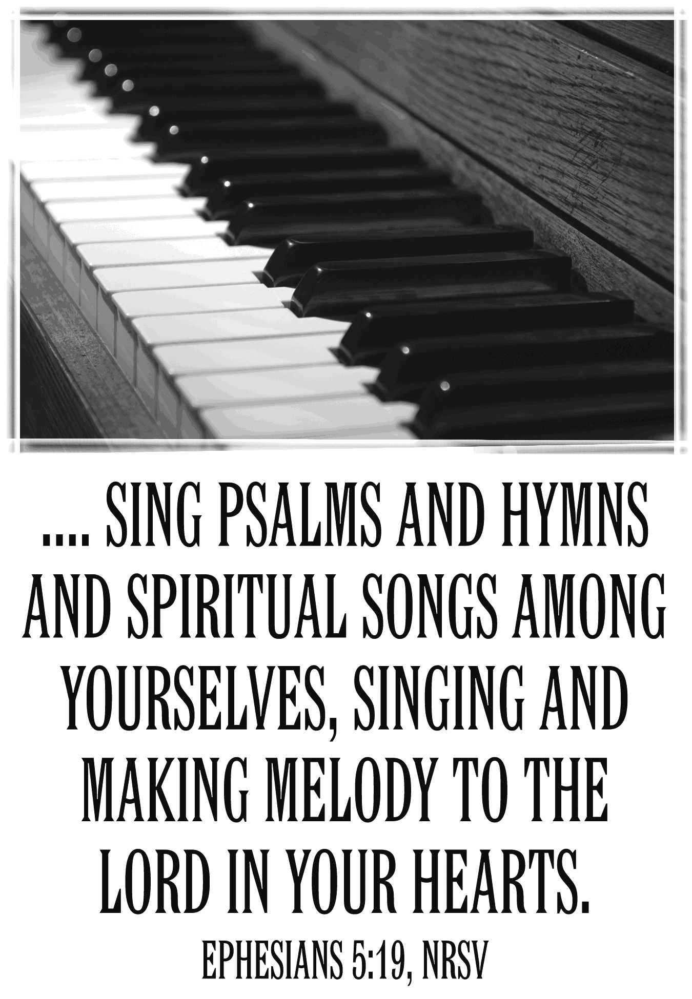 .... SING PSALMS AND HYMNS
AND SPIRITUAL SONGS AMONG
YOURSELVES, SINGING AND
MAKING MELODY TO THE
LORD IN YOUR HEARTS.
EPHESIANS 5:19, NRSV